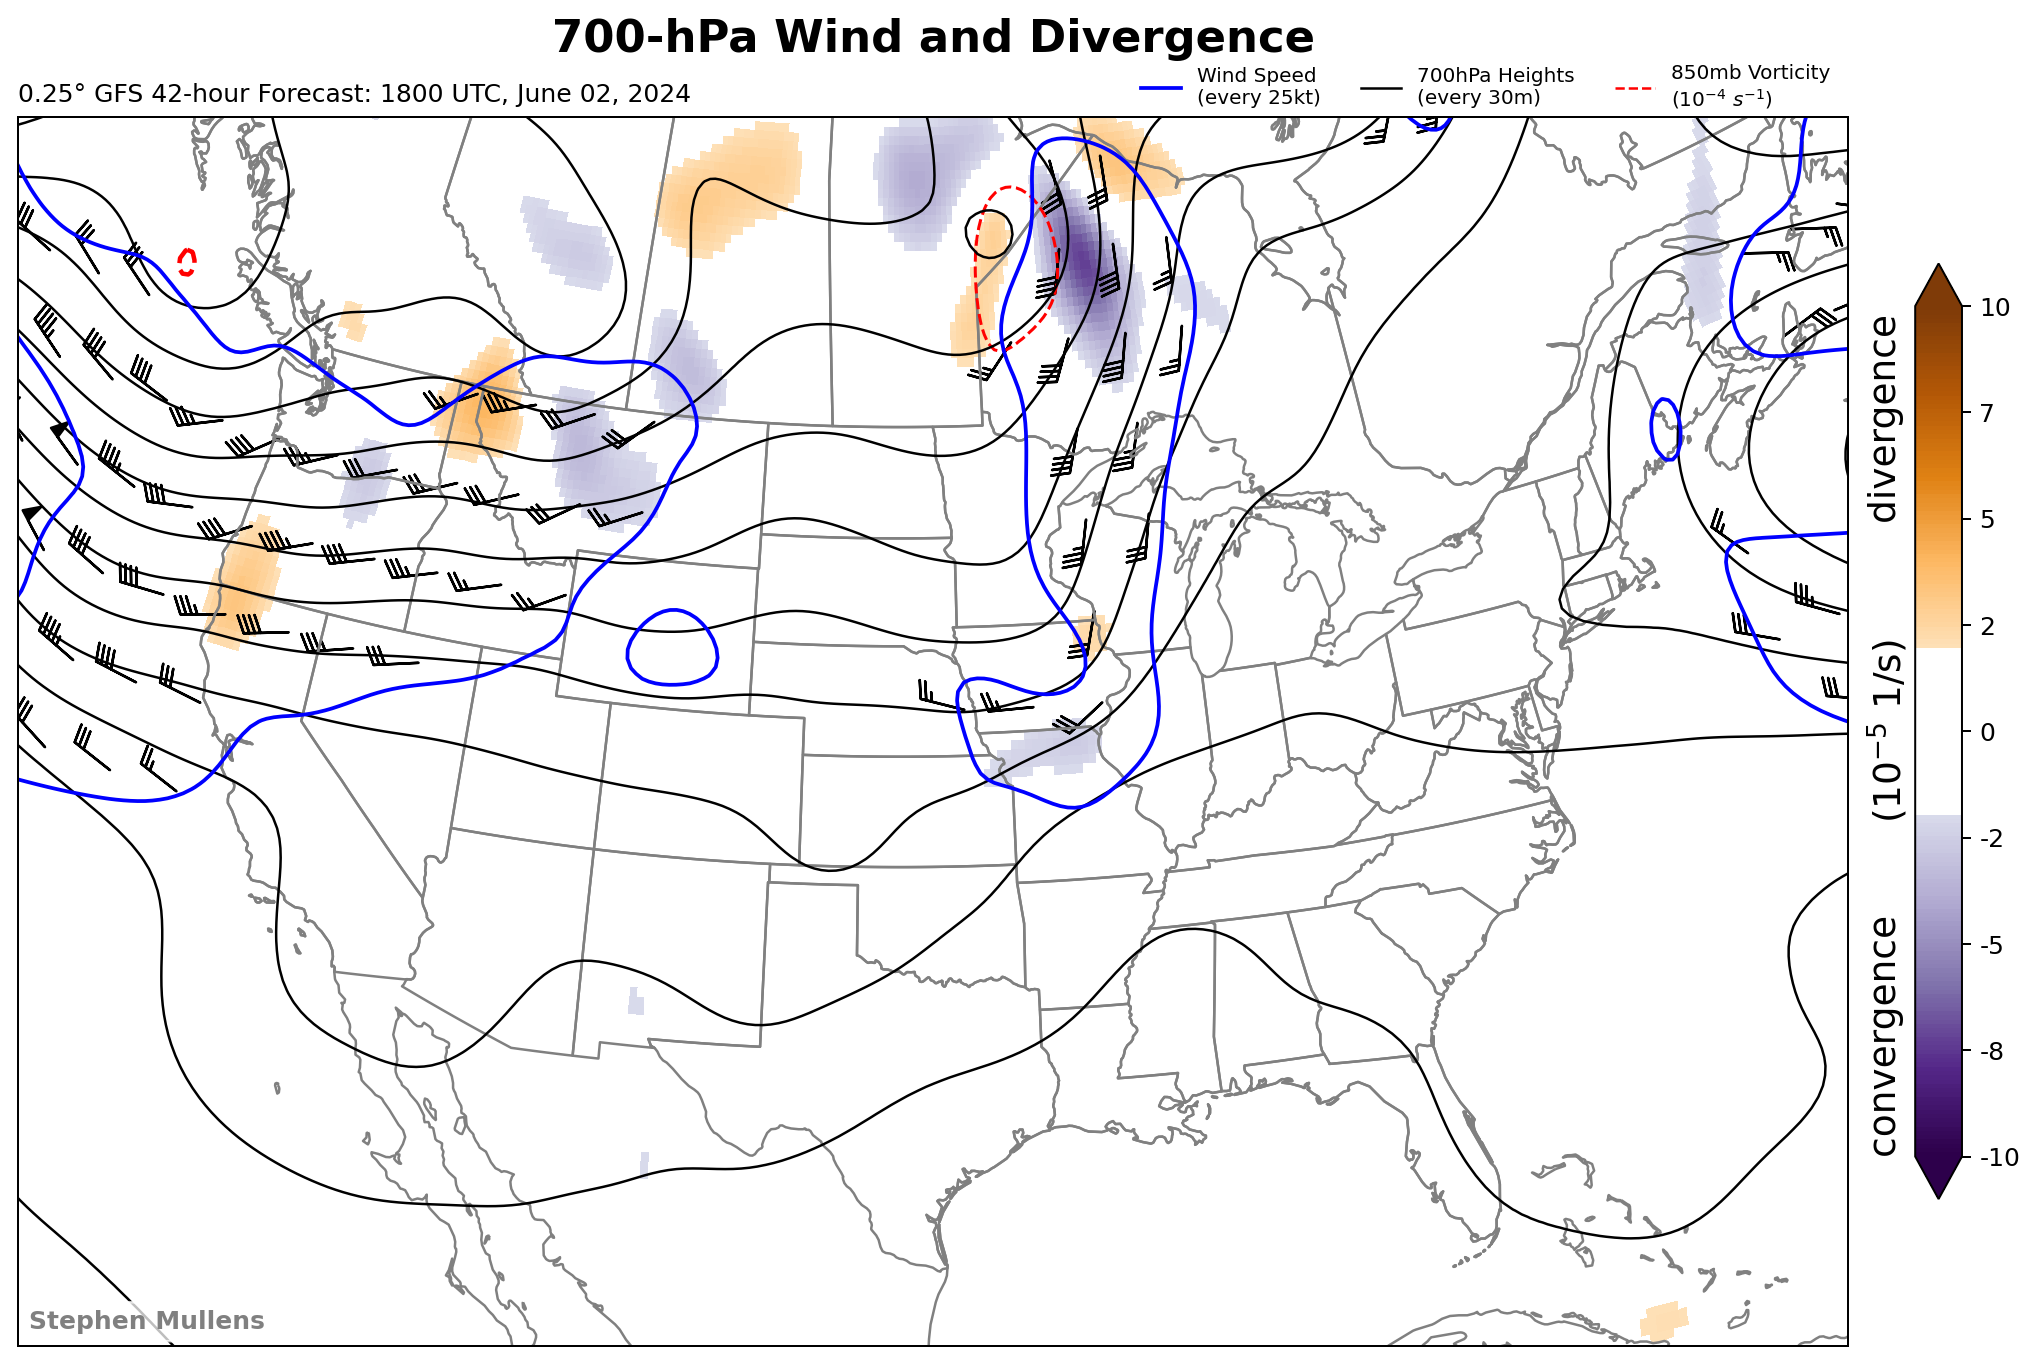 700-hPa Wind and Divergence
0.25° GFS 42-hour Forecast: 1800 UTC, June 02, 2024
Wind Speed
(every 25kt)
700hPa Heights
(every 30m)
850mb Vorticity
(10⁻⁴ s⁻¹)
10
7
5
2
0
-2
-5
-8
-10
convergence (10⁻⁵ 1/s) divergence
Stephen Mullens